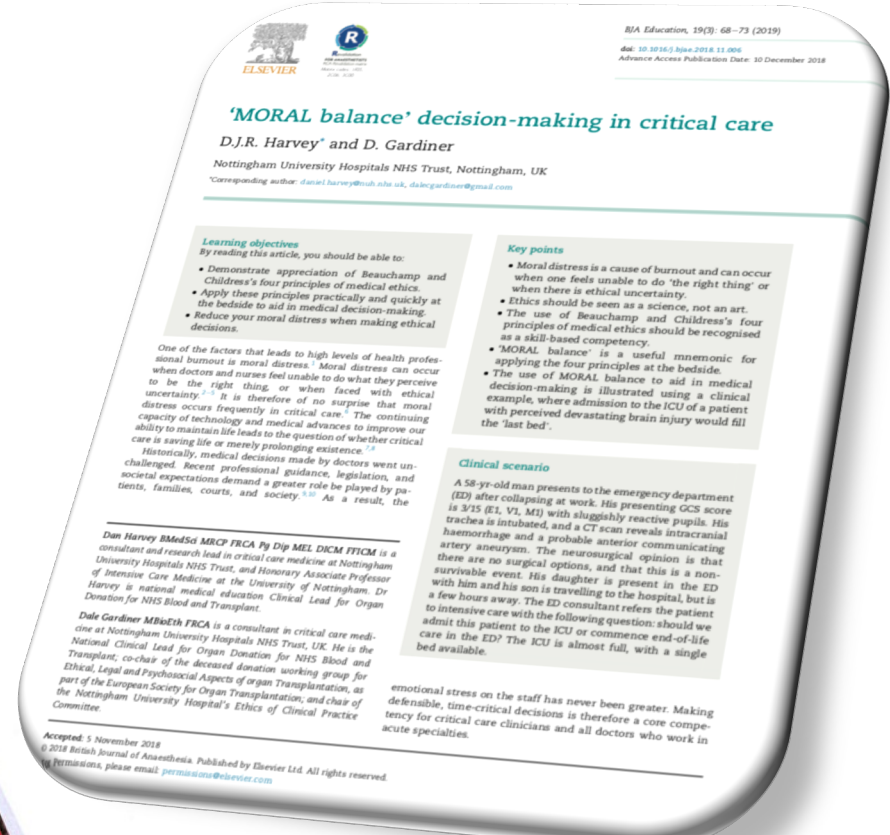 ELSEVIER
R
BJA Education, 19(3): 68–73 (2019)
doi: 10.1016/j.bjae.2018.11.006
Advance Access Publication Date: 10 December 2018
‘MORAL balance’ decision-making in critical care
D.J.R. Harvey* and D. Gardiner
Nottingham University Hospitals NHS Trust, Nottingham, UK
*Corresponding author: daniel.harvey@nuh.nhs.uk, dalecgardiner@gmail.com
Learning objectives
By reading this article, you should be able to:
• Demonstrate appreciation of Beauchamp and
Childress’s four principles of medical ethics.
• Apply these principles practically and quickly at
the bedside to aid in medical decision-making.
• Reduce your moral distress when making ethical
decisions.
One of the factors that leads to high levels of health profes-
sional burnout is moral distress.1 Moral distress can occur
when doctors and nurses feel unable to do what they perceive
to be the right thing, or when faced with ethical
uncertainty.2–5 It is therefore of no surprise that moral
distress occurs frequently in critical care.6 The continuing
capacity of technology and medical advances to improve our
ability to maintain life leads to the question of whether critical
care is saving life or merely prolonging existence.7,8
Historically, medical decisions made by doctors went un-
challenged. Recent professional guidance, legislation, and
societal expectations demand a greater role be played by pa-
tients, families, courts, and society.9,10 As a result, the
Dan Harvey BMedSci MRCP FRCA Pg Dip MEL DICM FFICM is a
consultant and research lead in critical care medicine at Nottingham
University Hospitals NHS Trust, and Honorary Associate Professor
of Intensive Care Medicine at the University of Nottingham. Dr
Harvey is national medical education Clinical Lead for Organ
Donation for NHS Blood and Transplant.
Dale Gardiner MBioEth FRCA is a consultant in critical care medi-
cine at Nottingham University Hospitals NHS Trust, UK. He is the
National Clinical Lead for Organ Donation for NHS Blood and
Transplant; co-chair of the deceased donation working group for
Ethical, Legal and Psychosocial Aspects of organ Transplantation, as
part of the European Society for Organ Transplantation; and chair of
the Nottingham University Hospital’s Ethics of Clinical Practice
Committee.
Key points
• Moral distress is a cause of burnout and can occur
when one feels unable to do ‘the right thing’ or
when there is ethical uncertainty.
• Ethics should be seen as a science, not an art.
• The use of Beauchamp and Childress’s four
principles of medical ethics should be recognised
as a skill-based competency.
• ‘MORAL balance’ is a useful mnemonic for
applying the four principles at the bedside.
• The use of MORAL balance to aid in medical
decision-making is illustrated using a clinical
example, where admission to the ICU of a patient
with perceived devastating brain injury would fill
the ‘last bed’.
Clinical scenario
A 58-yr-old man presents to the emergency department
(ED) after collapsing at work. His presenting GCS score
is 3/15 (E1, V1, M1) with sluggishly reactive pupils. His
trachea is intubated, and a CT scan reveals intracranial
haemorrhage and a probable anterior communicating
artery aneurysm. The neurosurgical opinion is that
there are no surgical options, and that this is a non-
survivable event. His daughter is present in the ED
with him and his son is travelling to the hospital, but is
a few hours away. The ED consultant refers the patient
to intensive care with the following question: should we
admit this patient to the ICU or commence end-of-life
care in the ED? The ICU is almost full, with a single
bed available.
emotional stress on the staff has never been greater. Making
defensible, time-critical decisions is therefore a core compe-
tency for critical care clinicians and all doctors who work in
acute specialties.
Accepted: 5 November 2018
© 2018 British Journal of Anaesthesia. Published by Elsevier Ltd. All rights reserved.
Permissions, please email: permissions@elsevier.com